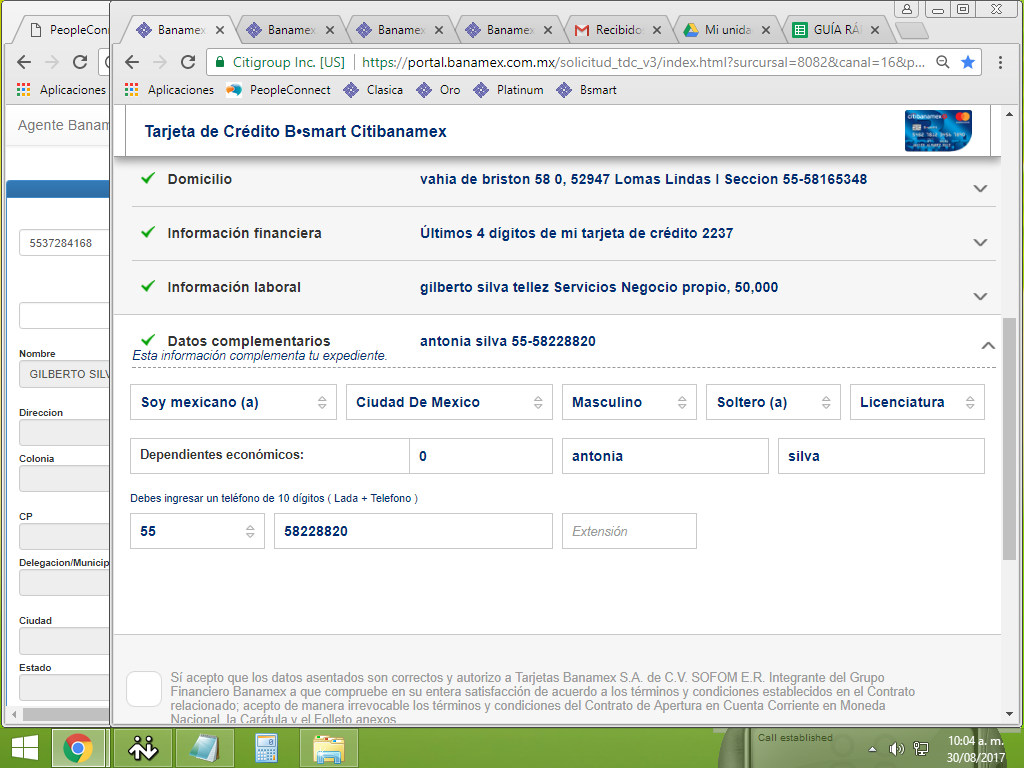 PeopleConn
Banamex
Banamex
Banamex
Banamex
Recibido
Mi unida
GUÍA RÁ
Citigroup Inc. [US]
https://portal.banamex.com.mx/solicitud_tdc_v3/index.html?surcursal=8082&canal=16&p...
Aplicaciones
Aplicaciones
PeopleConnect
Clasica
Oro
Platinum
Bsmart
Agente Banam
5537284168
Nombre
GILBERTO SILV
Direccion
Colonia
CP
Delegacion/Municip
Ciudad
Estado
Tarjeta de Crédito B•smart Citibanamex
Domicilio vahia de briston 58 0, 52947 Lomas Lindas I Seccion 55-58165348
Información financiera Últimos 4 dígitos de mi tarjeta de crédito 2237
Información laboral gilberto silva tellez Servicios Negocio propio, 50,000
Datos complementarios antonia silva 55-58228820
Esta información complementa tu expediente.
Soy mexicano (a) Ciudad De Mexico Masculino Soltero (a) Licenciatura
Dependientes económicos: 0 antonia silva
Debes ingresar un teléfono de 10 dígitos ( Lada + Telefono )
55 58228820 Extensión
Sí acepto que los datos asentados son correctos y autorizo a Tarjetas Banamex S.A. de C.V. SOFOM E.R. Integrante del Grupo
Financiero Banamex a que compruebe en su entera satisfacción de acuerdo a los términos y condiciones establecidos en el Contrato
relacionado; acepto de manera irrevocable los términos y condiciones del Contrato de Apertura en Cuenta Corriente en Moneda
Nacional, la Carátula y el Folleto anexos
Call established
10:04 a. m.
30/08/2017